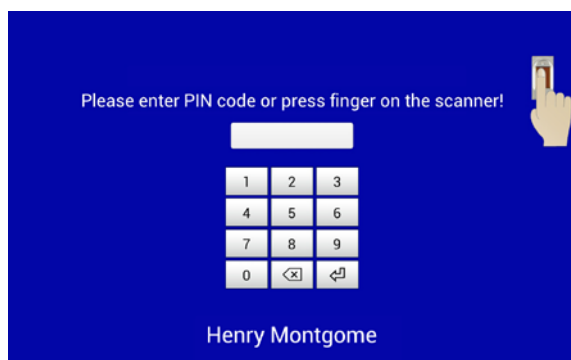 Please enter PIN code or press finger on the scanner!
1 2 3
4 5 6
7 8 9
0
Henry Montgome